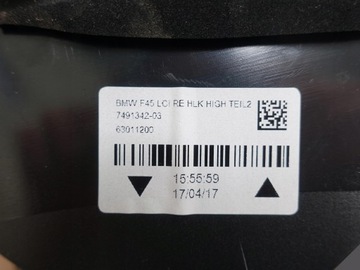 BMW F45 LCI RE HLK HIGH TEIL2
7491342-03
63011200
15:55:59
17/04/17